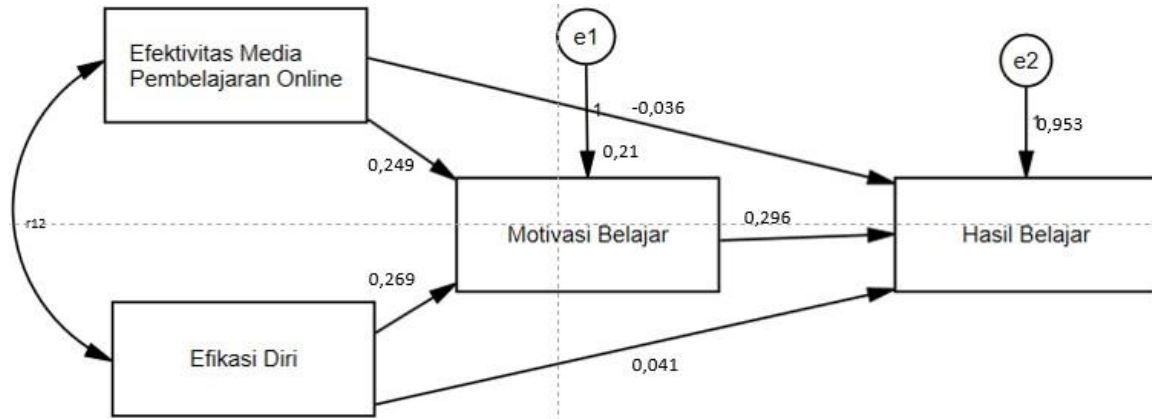 Efektivitas Media
Pembelajaran Online
e1
e2
1
-0,036
1
0,953
0,249
0,21
r12
Motivasi Belajar
0,296
Hasil Belajar
0,269
Efikasi Diri
0,041